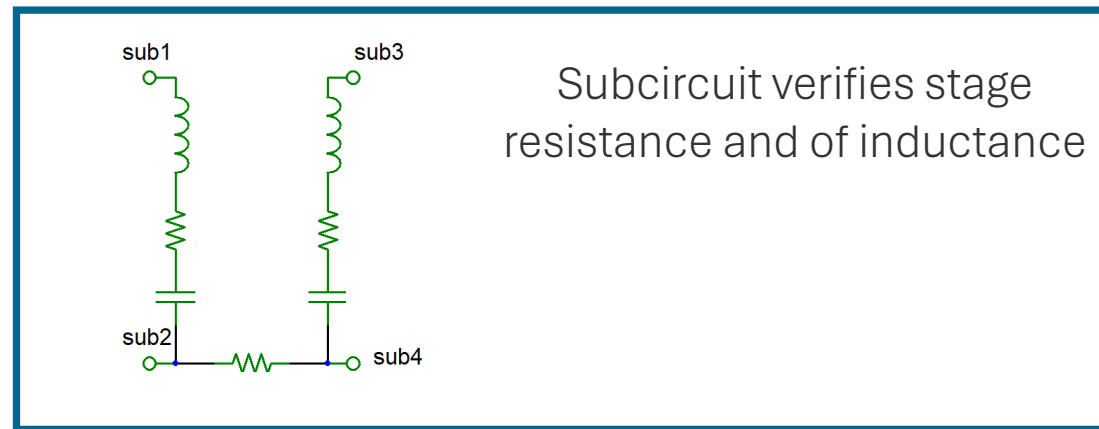 sub1
sub3
Subcircuit verifies stage
resistance and of inductance
sub2
sub4